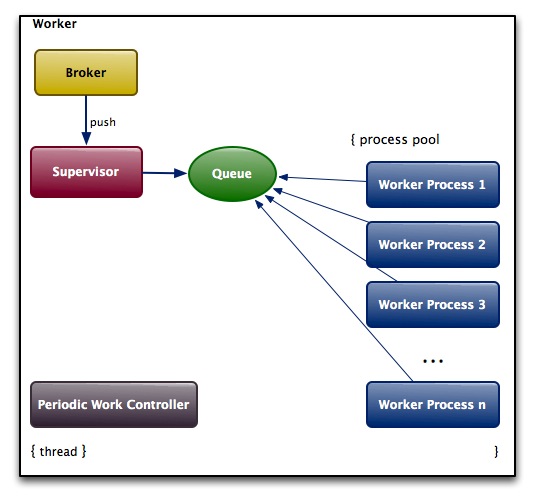 Worker
Broker
push
{ process pool
Supervisor
Queue
Worker Process 1
Worker Process 2
Worker Process 3
...
Periodic Work Controller
Worker Process n
{ thread }
}